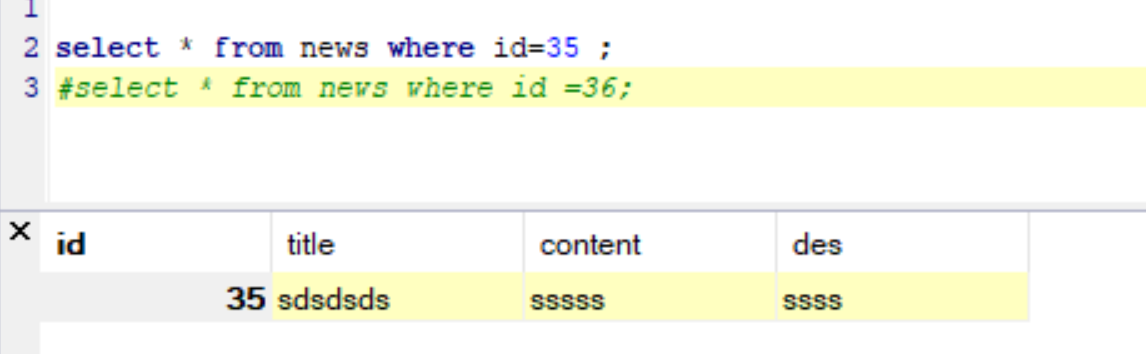 1
2 select * from news where id=35 ;
3 #select * from news where id =36;
× id title content des
35 sdsdsds sssss ssss